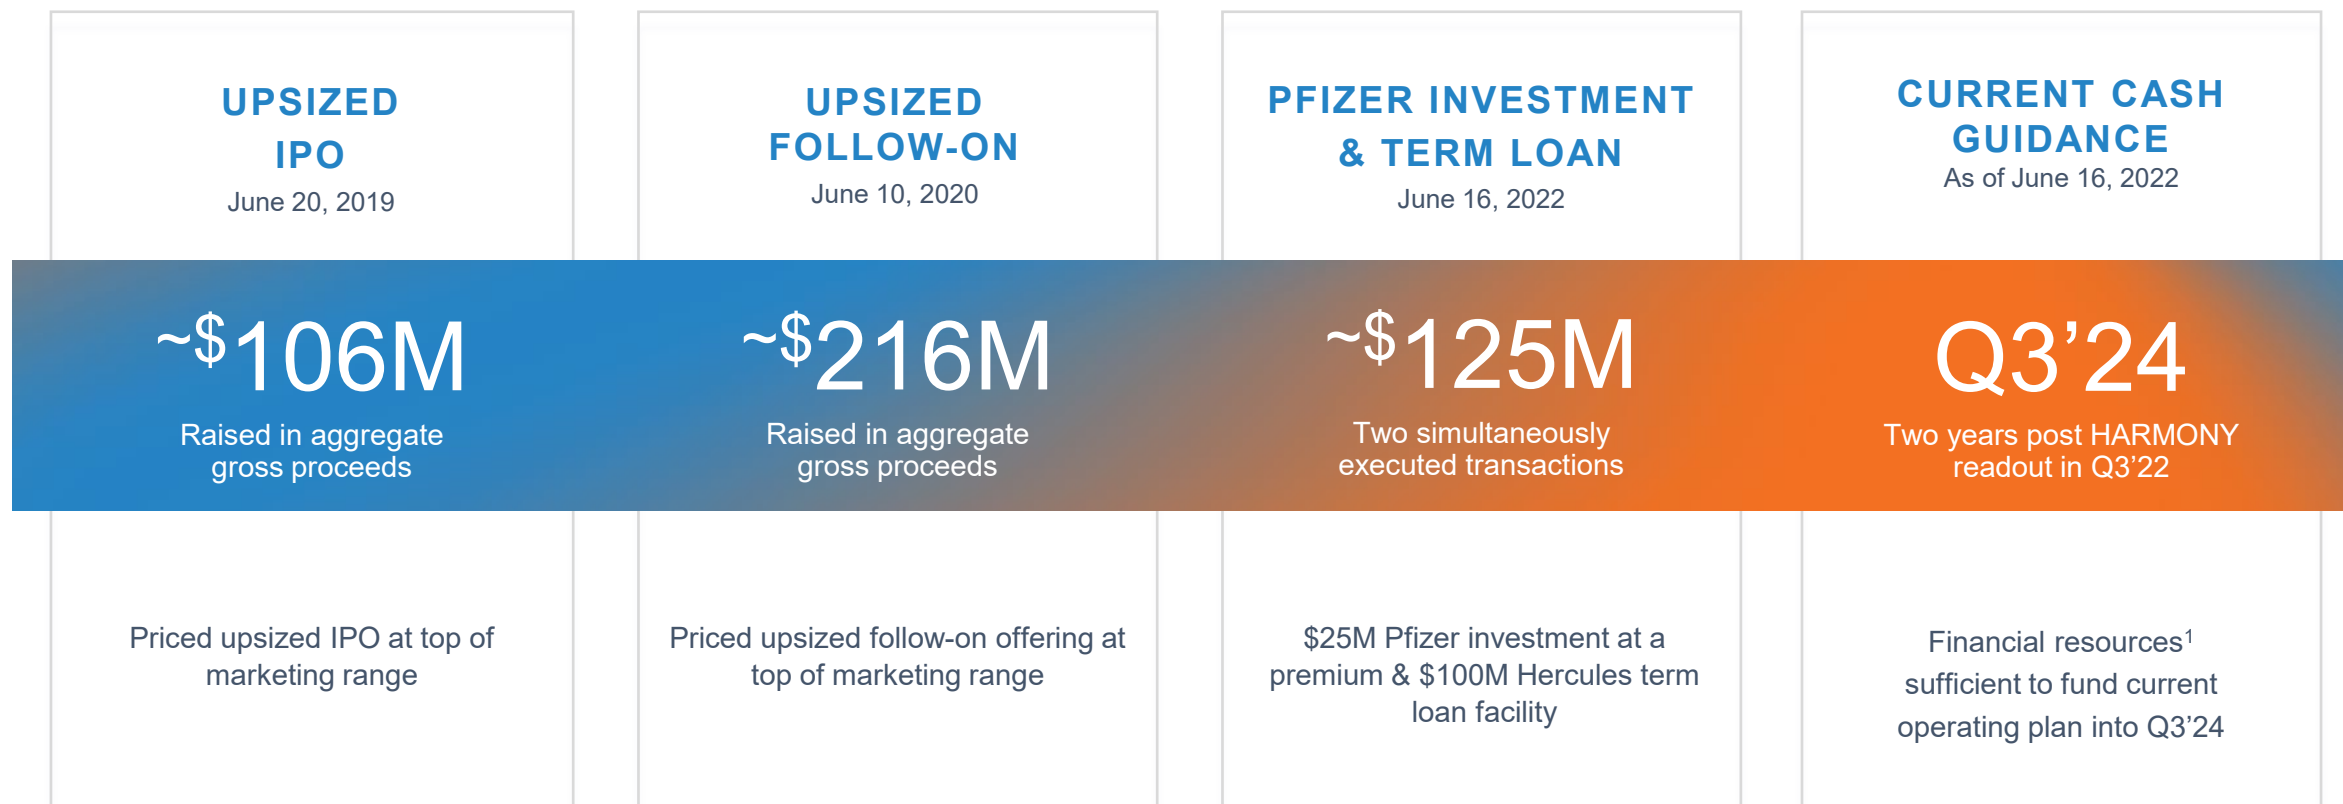 UPSIZED
IPO
June 20, 2019
~$106M
Raised in aggregate
gross proceeds
Priced upsized IPO at top of
marketing range
UPSIZED
FOLLOW-ON
June 10, 2020
~$216M
Raised in aggregate
gross proceeds
Priced upsized follow-on offering at
top of marketing range
PFIZER INVESTMENT
& TERM LOAN
June 16, 2022
~$125M
Two simultaneously
executed transactions
$25M Pfizer investment at a
premium & $100M Hercules term
loan facility
CURRENT CASH
GUIDANCE
As of June 16, 2022
Q3’24
Two years post HARMONY
readout in Q3’22
Financial resources¹
sufficient to fund current
operating plan into Q3’24